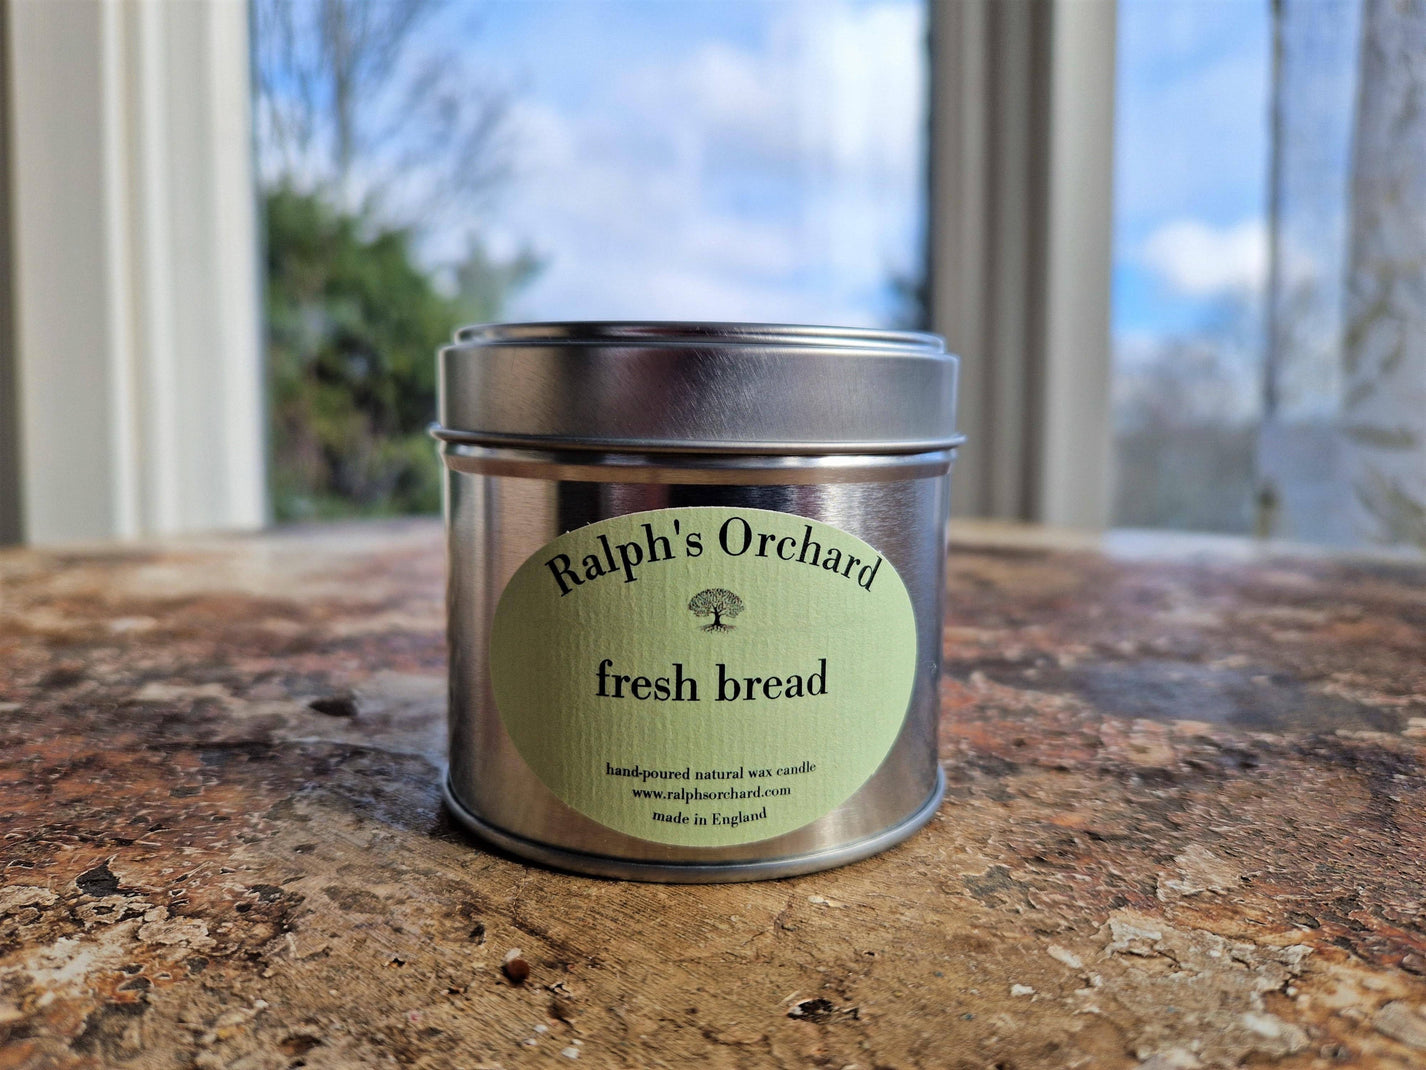 Ralph's Orchard
fresh bread
hand-poured natural wax candle
www.ralphsorchard.com
made in England